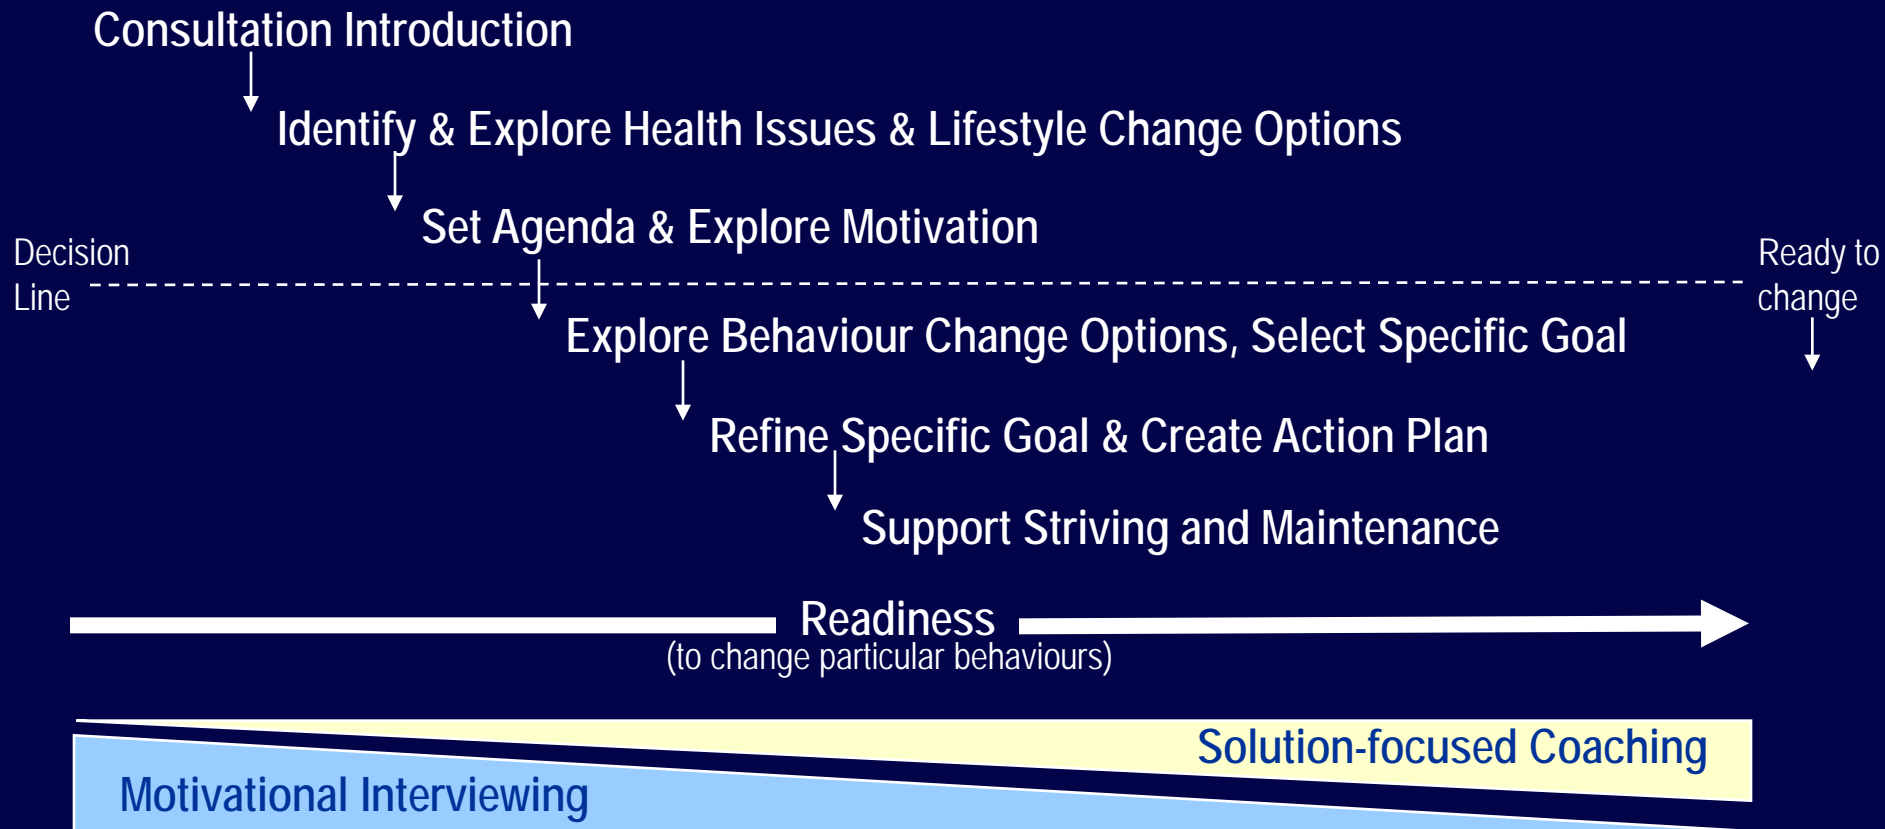 Consultation Introduction
Identify & Explore Health Issues & Lifestyle Change Options
Set Agenda & Explore Motivation
Decision
Line
Ready to
change
Explore Behaviour Change Options, Select Specific Goal
Refine Specific Goal & Create Action Plan
Support Striving and Maintenance
Readiness
(to change particular behaviours)
Solution-focused Coaching
Motivational Interviewing